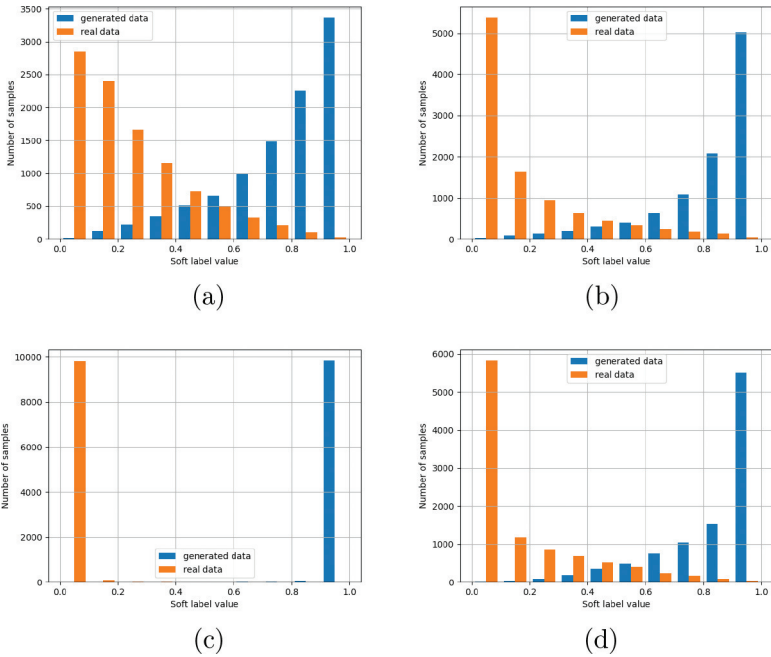 3500
3000
2500
2000
1500
1000
500
0
Number of samples
generated data
real data
0.0 0.2 0.4 0.6 0.8 1.0
Soft label value
(a)
5000
4000
3000
2000
1000
0
Number of samples
generated data
real data
0.0 0.2 0.4 0.6 0.8 1.0
Soft label value
(b)
10000
8000
6000
4000
2000
0
Number of samples
generated data
real data
0.0 0.2 0.4 0.6 0.8 1.0
Soft label value
(c)
6000
5000
4000
3000
2000
1000
0
Number of samples
generated data
real data
0.0 0.2 0.4 0.6 0.8 1.0
Soft label value
(d)